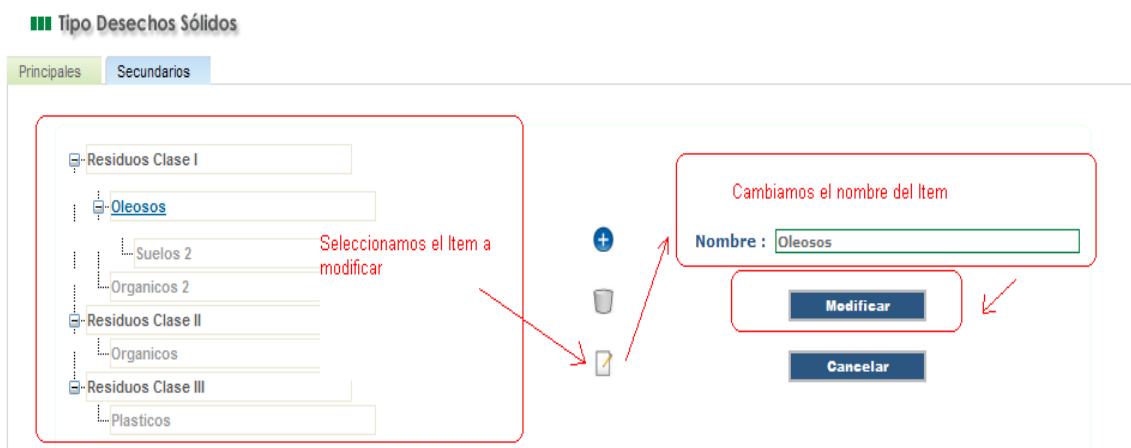 Tipo Desechos Sólidos
Principales
Secundarios
Residuos Clase I
Oleosos
Suelos 2
Organicos 2
Residuos Clase II
Organicos
Residuos Clase III
Plasticos
Seleccionamos el Item a
modificar
Cambiamos el nombre del Item
Nombre : Oleosos
Modificar
Cancelar